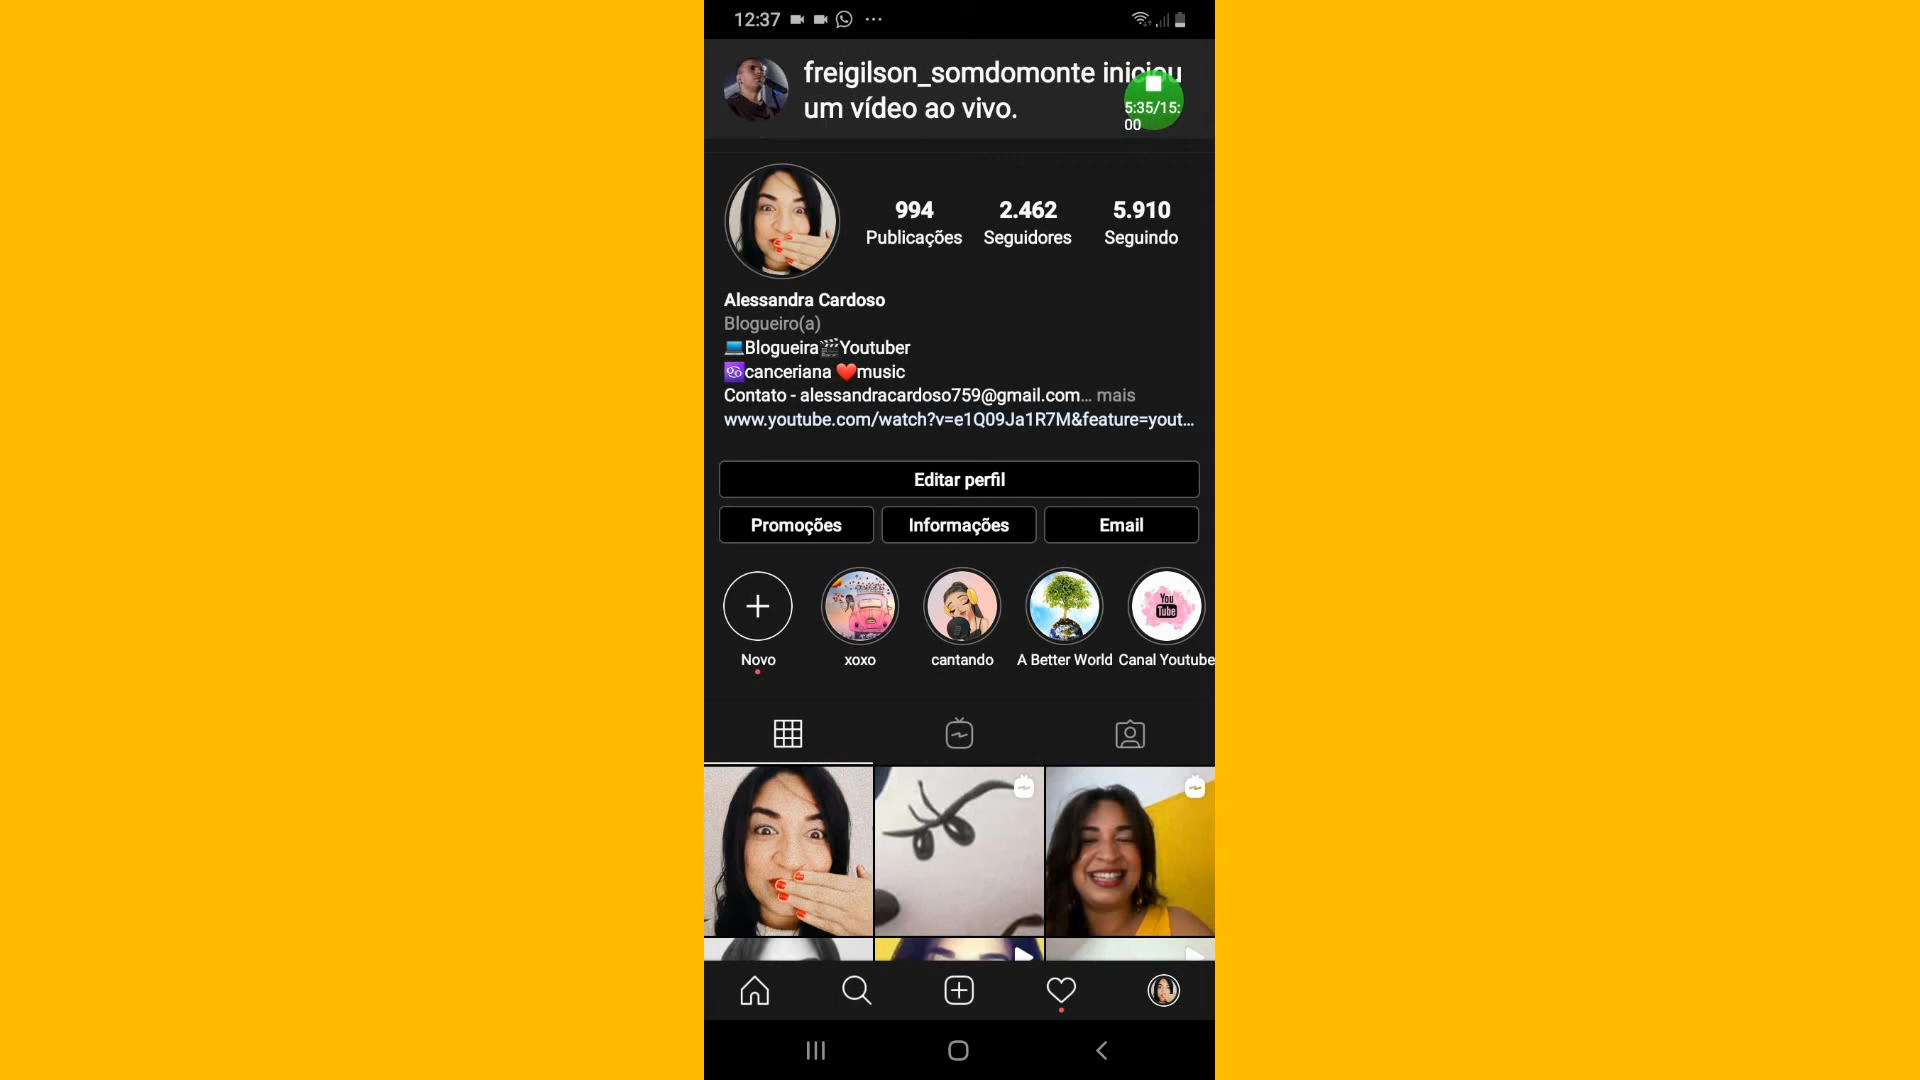 12:37
freigilson_somdomonte iniciou
um vídeo ao vivo.
5:35/15:
00
994
2.462
5.910
Publicações
Seguidores
Seguindo
Alessandra Cardoso
Blogueiro(a)
💻Blogueira🎬Youtuber
♋canceriana ❤️music
Contato - alessandracardoso759@gmail.com... mais
www.youtube.com/watch?v=e1Q09Ja1R7M&feature=yout...
Editar perfil
Promoções
Informações
Email
You
Tube
Novo
xoxo
cantando
A Better World
Canal Youtube